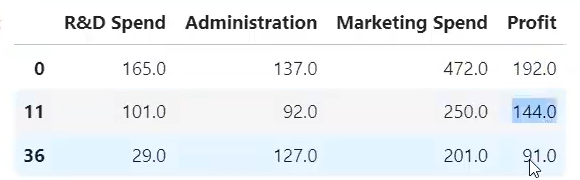 R&D Spend Administration Marketing Spend Profit
0 165.0 137.0 472.0 192.0
11 101.0 92.0 250.0 144.0
36 29.0 127.0 201.0 91.0